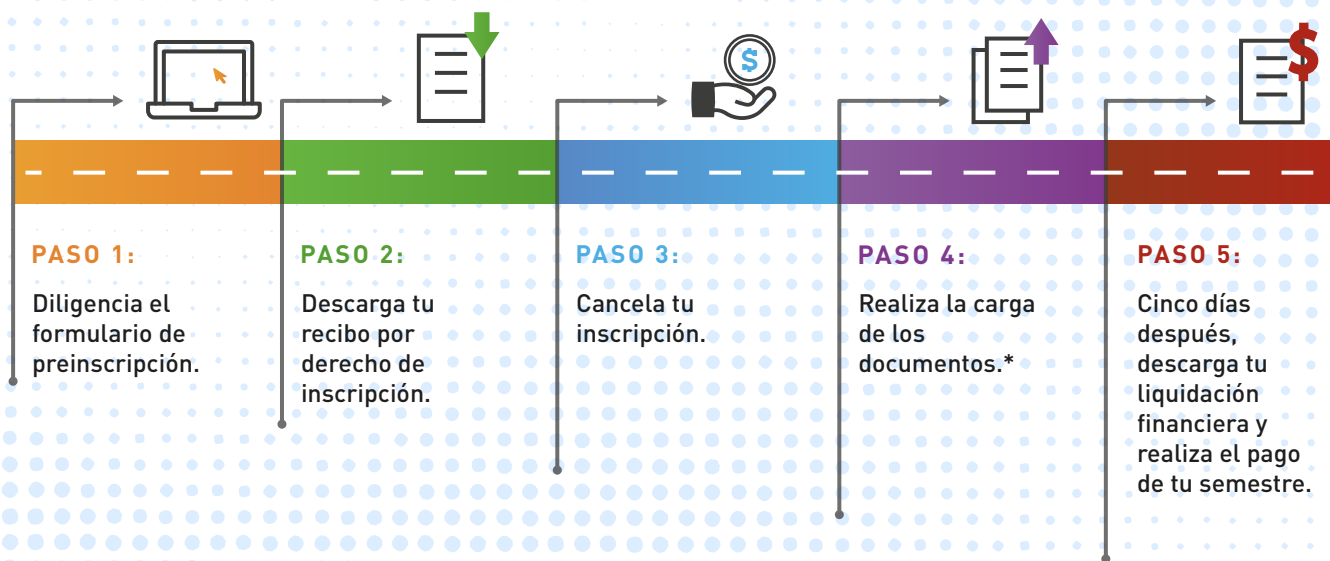 PASO 1:
Diligencia el
formulario de
preinscripción.
PASO 2:
Descarga tu
recibo por
derecho de
inscripción.
PASO 3:
Cancela tu
inscripción.
PASO 4:
Realiza la carga
de los
documentos.*
PASO 5:
Cinco días
después,
descarga tu
liquidación
financiera y
realiza el pago
de tu semestre.
$
$